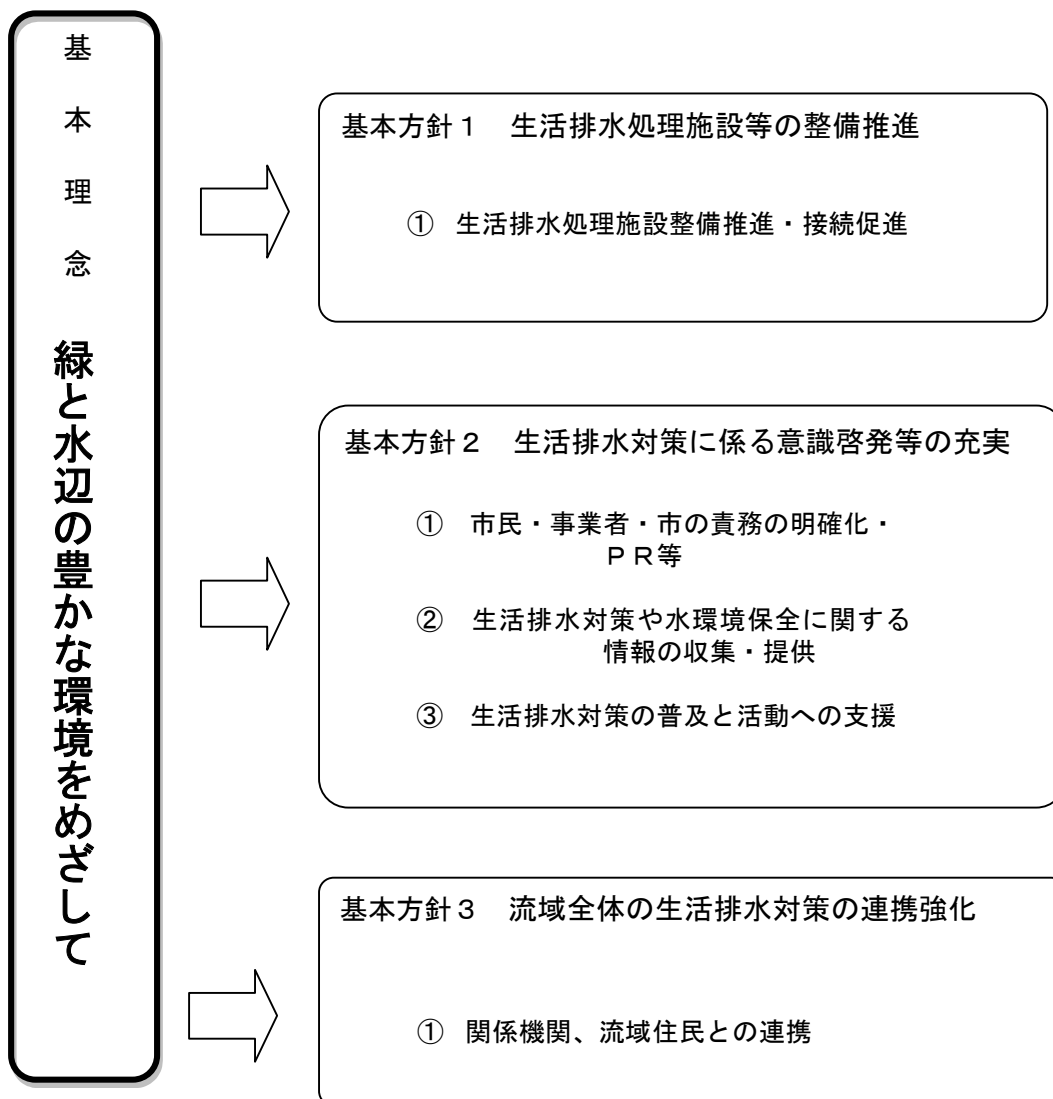 基本理念　緑と水辺の豊かな環境をめざして
基本方針１　生活排水処理施設等の整備推進
①　生活排水処理施設整備推進・接続促進
基本方針２　生活排水対策に係る意識啓発等の充実
①　市民・事業者・市の責務の明確化・
ＰＲ等
②　生活排水対策や水環境保全に関する
情報の収集・提供
③　生活排水対策の普及と活動への支援
基本方針３　流域全体の生活排水対策の連携強化
①　関係機関、流域住民との連携